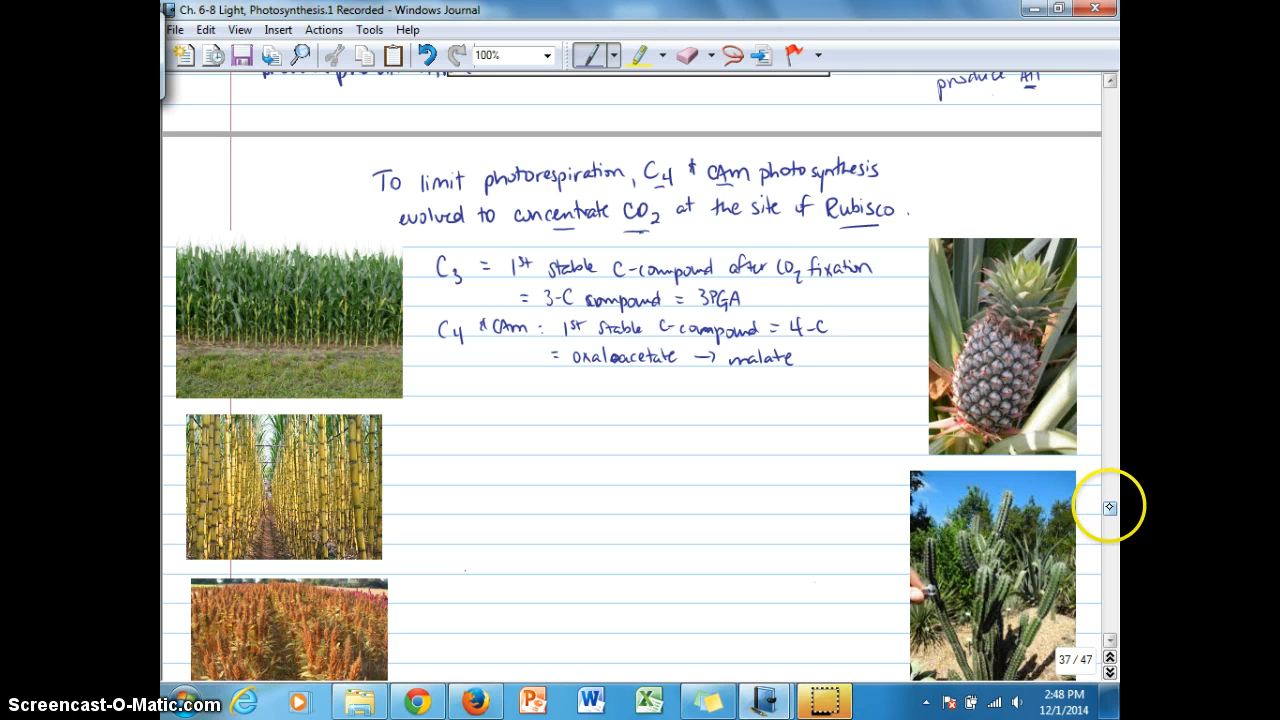 Ch. 6-8 Light, Photosynthesis.1 Recorded - Windows Journal
File Edit View Insert Actions Tools Help
100%
produce ATP
To limit photorespiration, C4 & CAM photosynthesis
evolved to concentrate CO2 at the site of Rubisco.
C3 = 1st stable C-compound after CO2 fixation
= 3-C compound = 3PGA
C4 & CAM: 1st stable C-compound = 4-C
= oxaloacetate → malate
37 / 47
Screencast-O-Matic.com
2:48 PM
12/1/2014